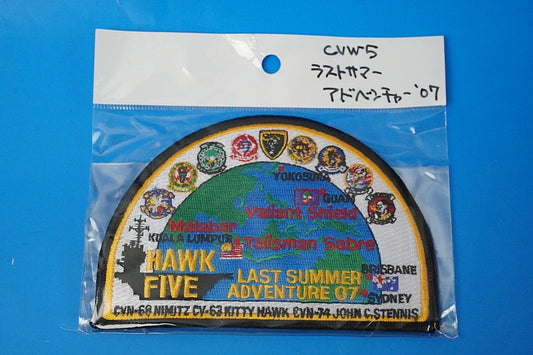 CVW5
ラストサマー
アドベンチャー'07
YOKOSUKA
GUAM
Valiant Shield
Malabar
KUALA LUMPUR
Talisman Sabre
HAWK
FIVE
LAST SUMMER
ADVENTURE 07
BRISBANE
SYDNEY
CVN-68 NIMITZ CV-63 KITTY HAWK CVN-74 JOHN C.STENNIS